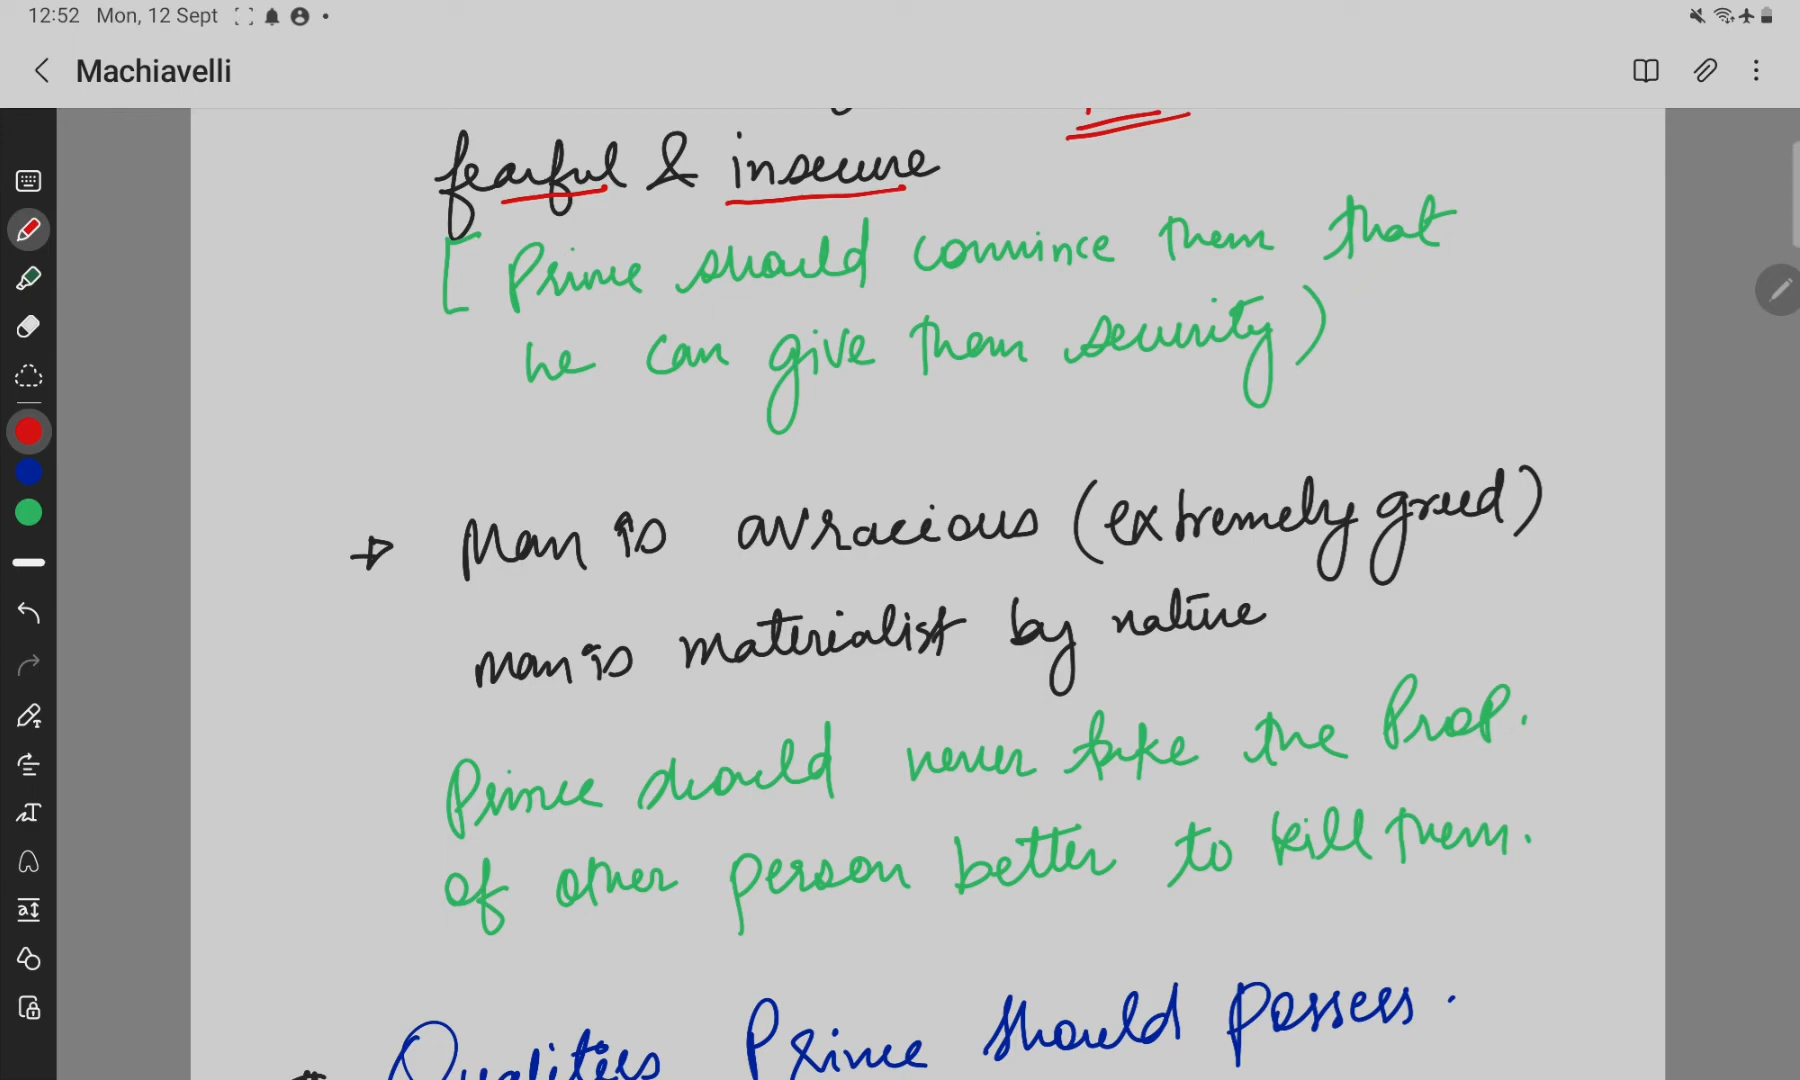 12:52 Mon, 12 Sept
Machiavelli
fearful & insecure
[ Prince should convince them that
he can give them security)
→ Man is avracious (extremely greed)
man is materialist by nature
Prince should never take the Prop.
of other person better to kill them.
Qualities Prince should Possess.